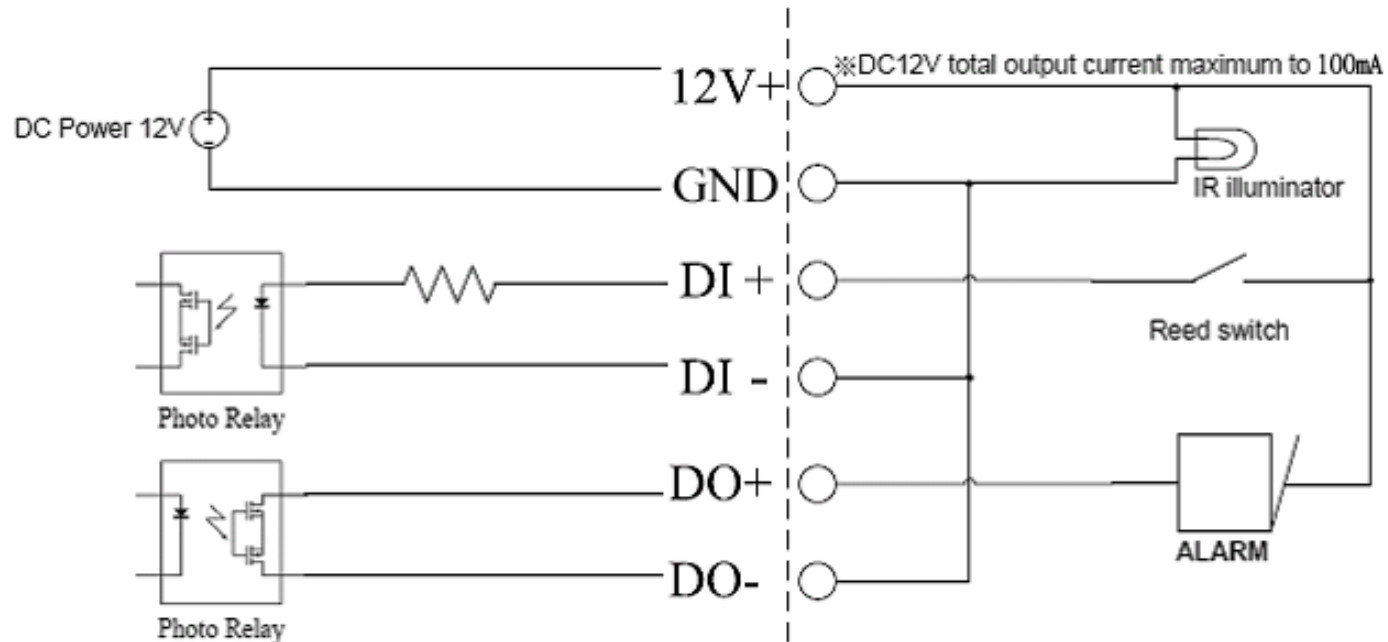 12V+
※DC12V total output current maximum to 100mA
DC Power 12V
GND
IR illuminator
DI +
Reed switch
DI -
Photo Relay
DO+
ALARM
DO-
Photo Relay